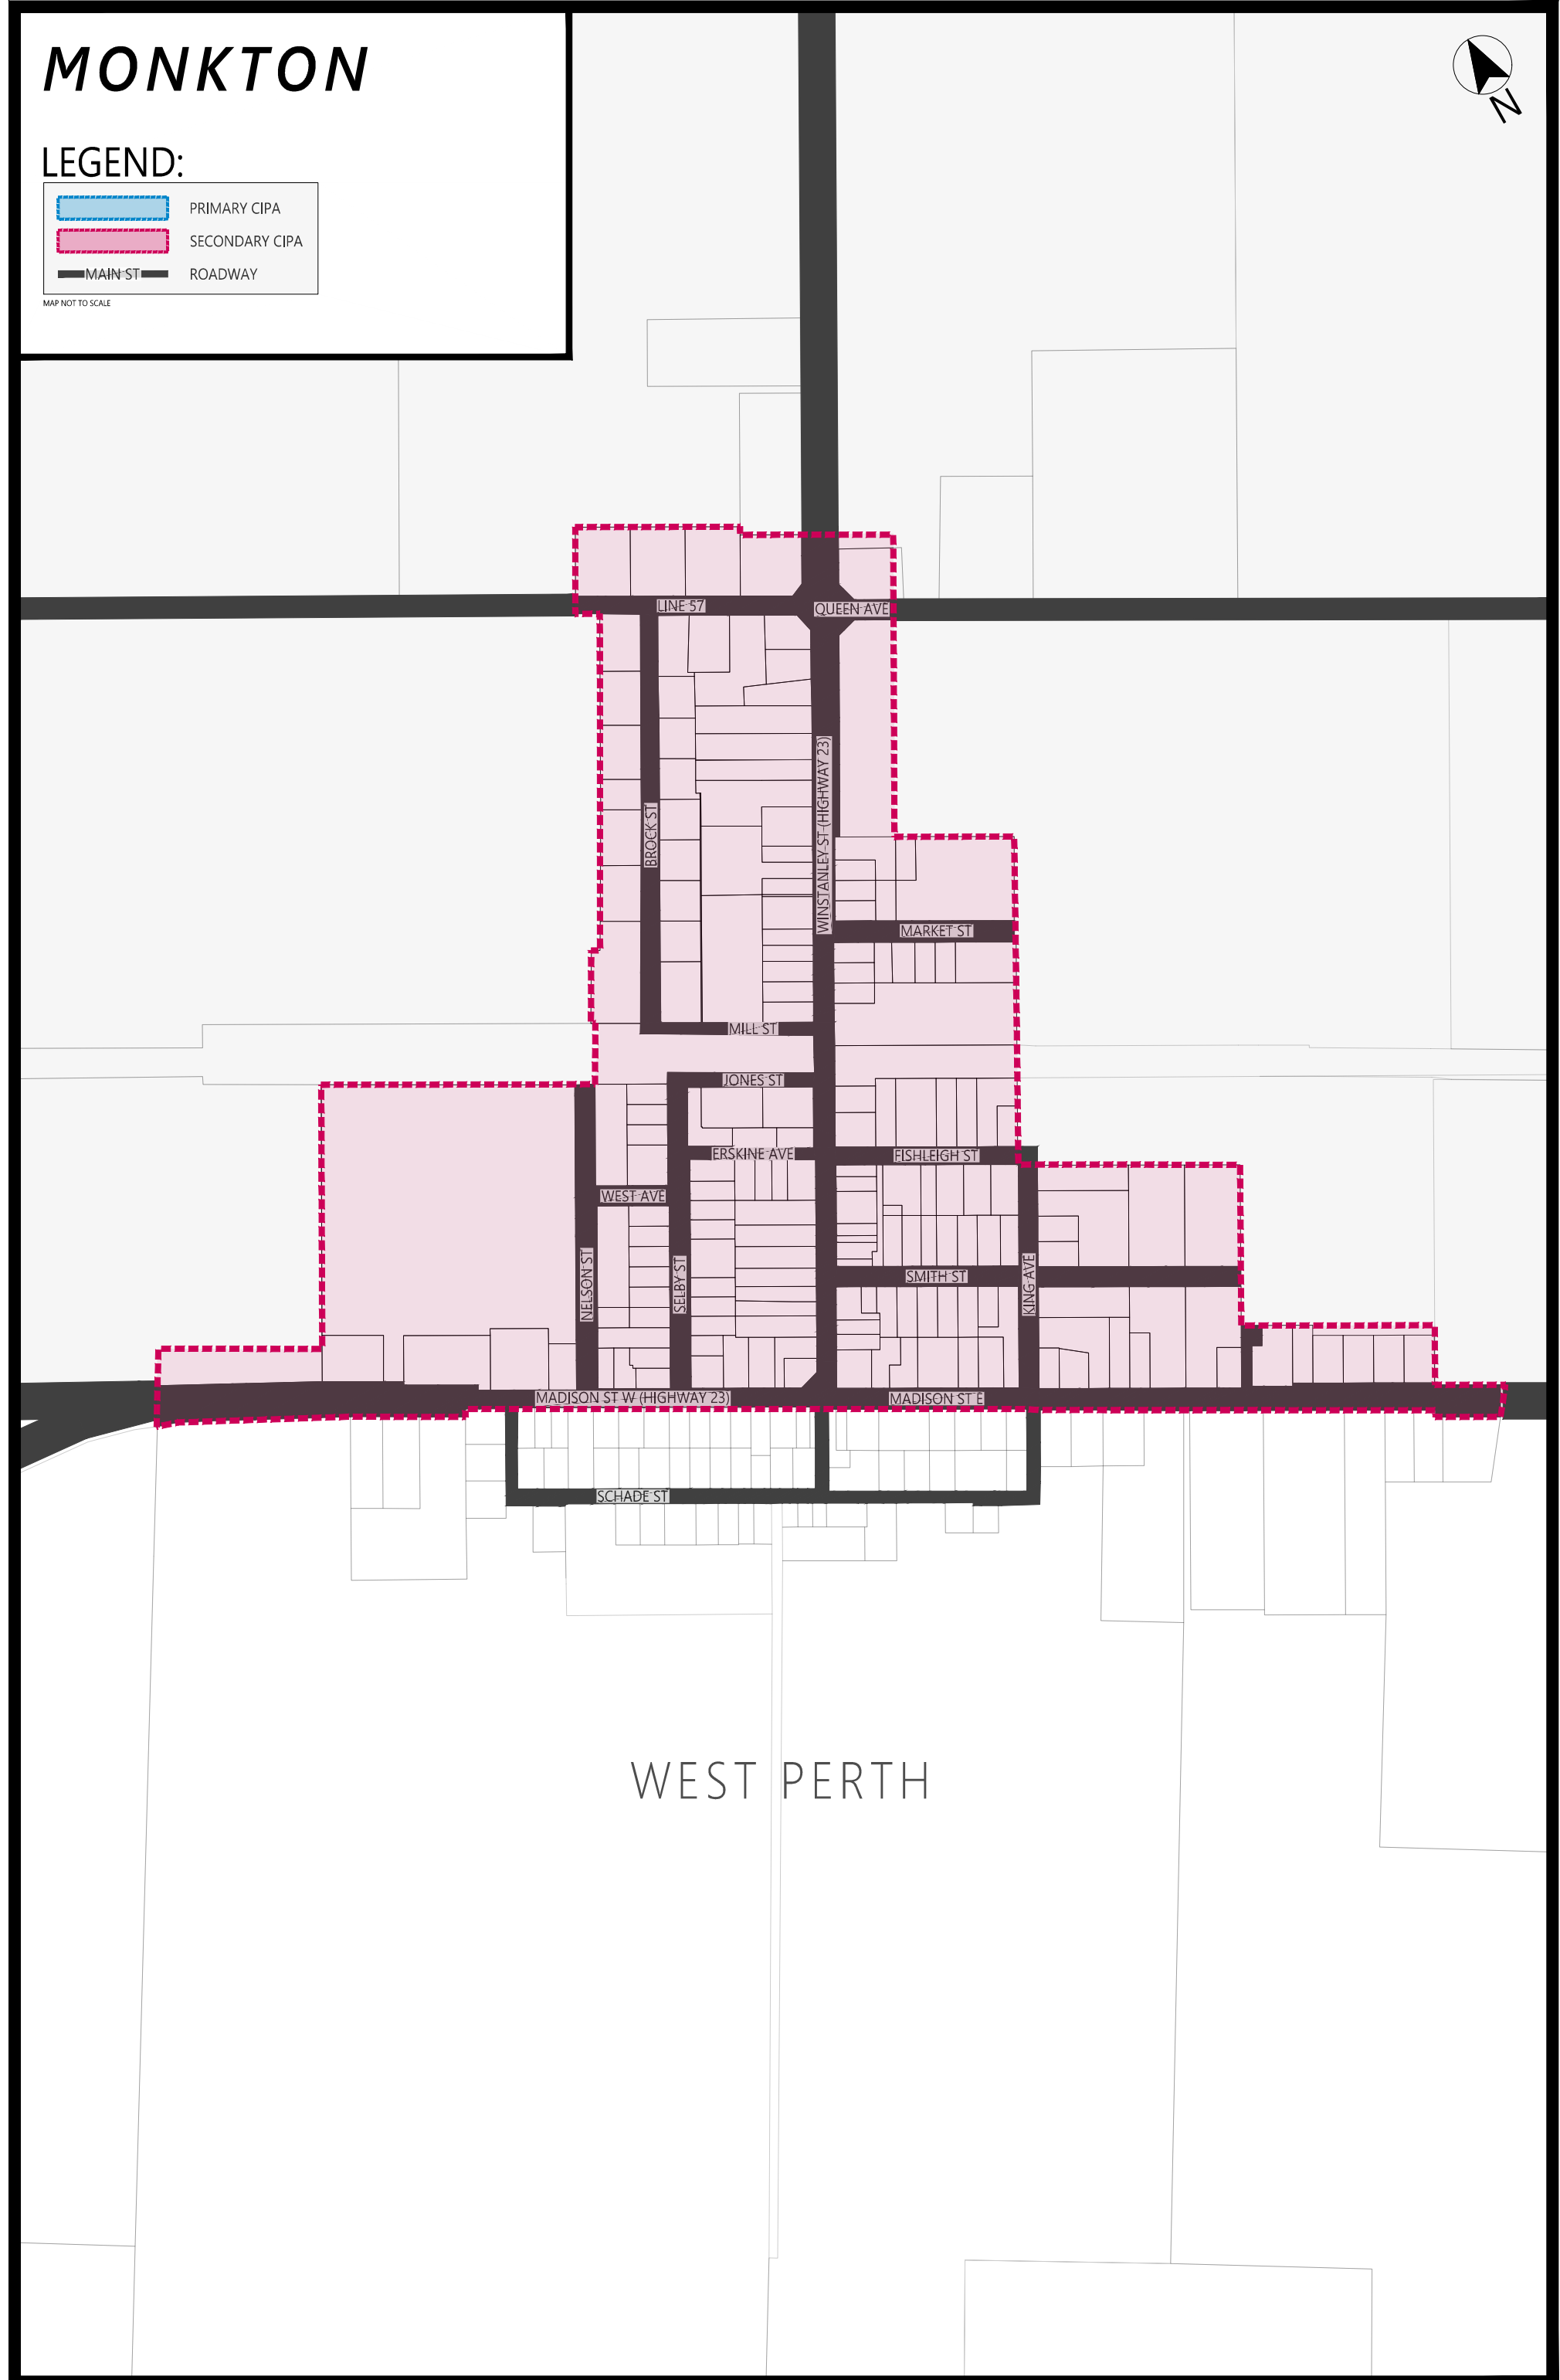 MONKTON
N
LEGEND:
PRIMARY CIPA
SECONDARY CIPA
MAIN ST
ROADWAY
MAP NOT TO SCALE
LINE 57
QUEEN AVE
BROCK ST
WINSTANLEY ST (HIGHWAY 23)
MARKET ST
MILL ST
JONES ST
ERSKINE AVE
FISHLEIGH ST
WEST AVE
NELSON ST
SELBY ST
SMITH ST
KING AVE
MADISON ST W (HIGHWAY 23)
MADISON ST E
SCHADE ST
WEST PERTH